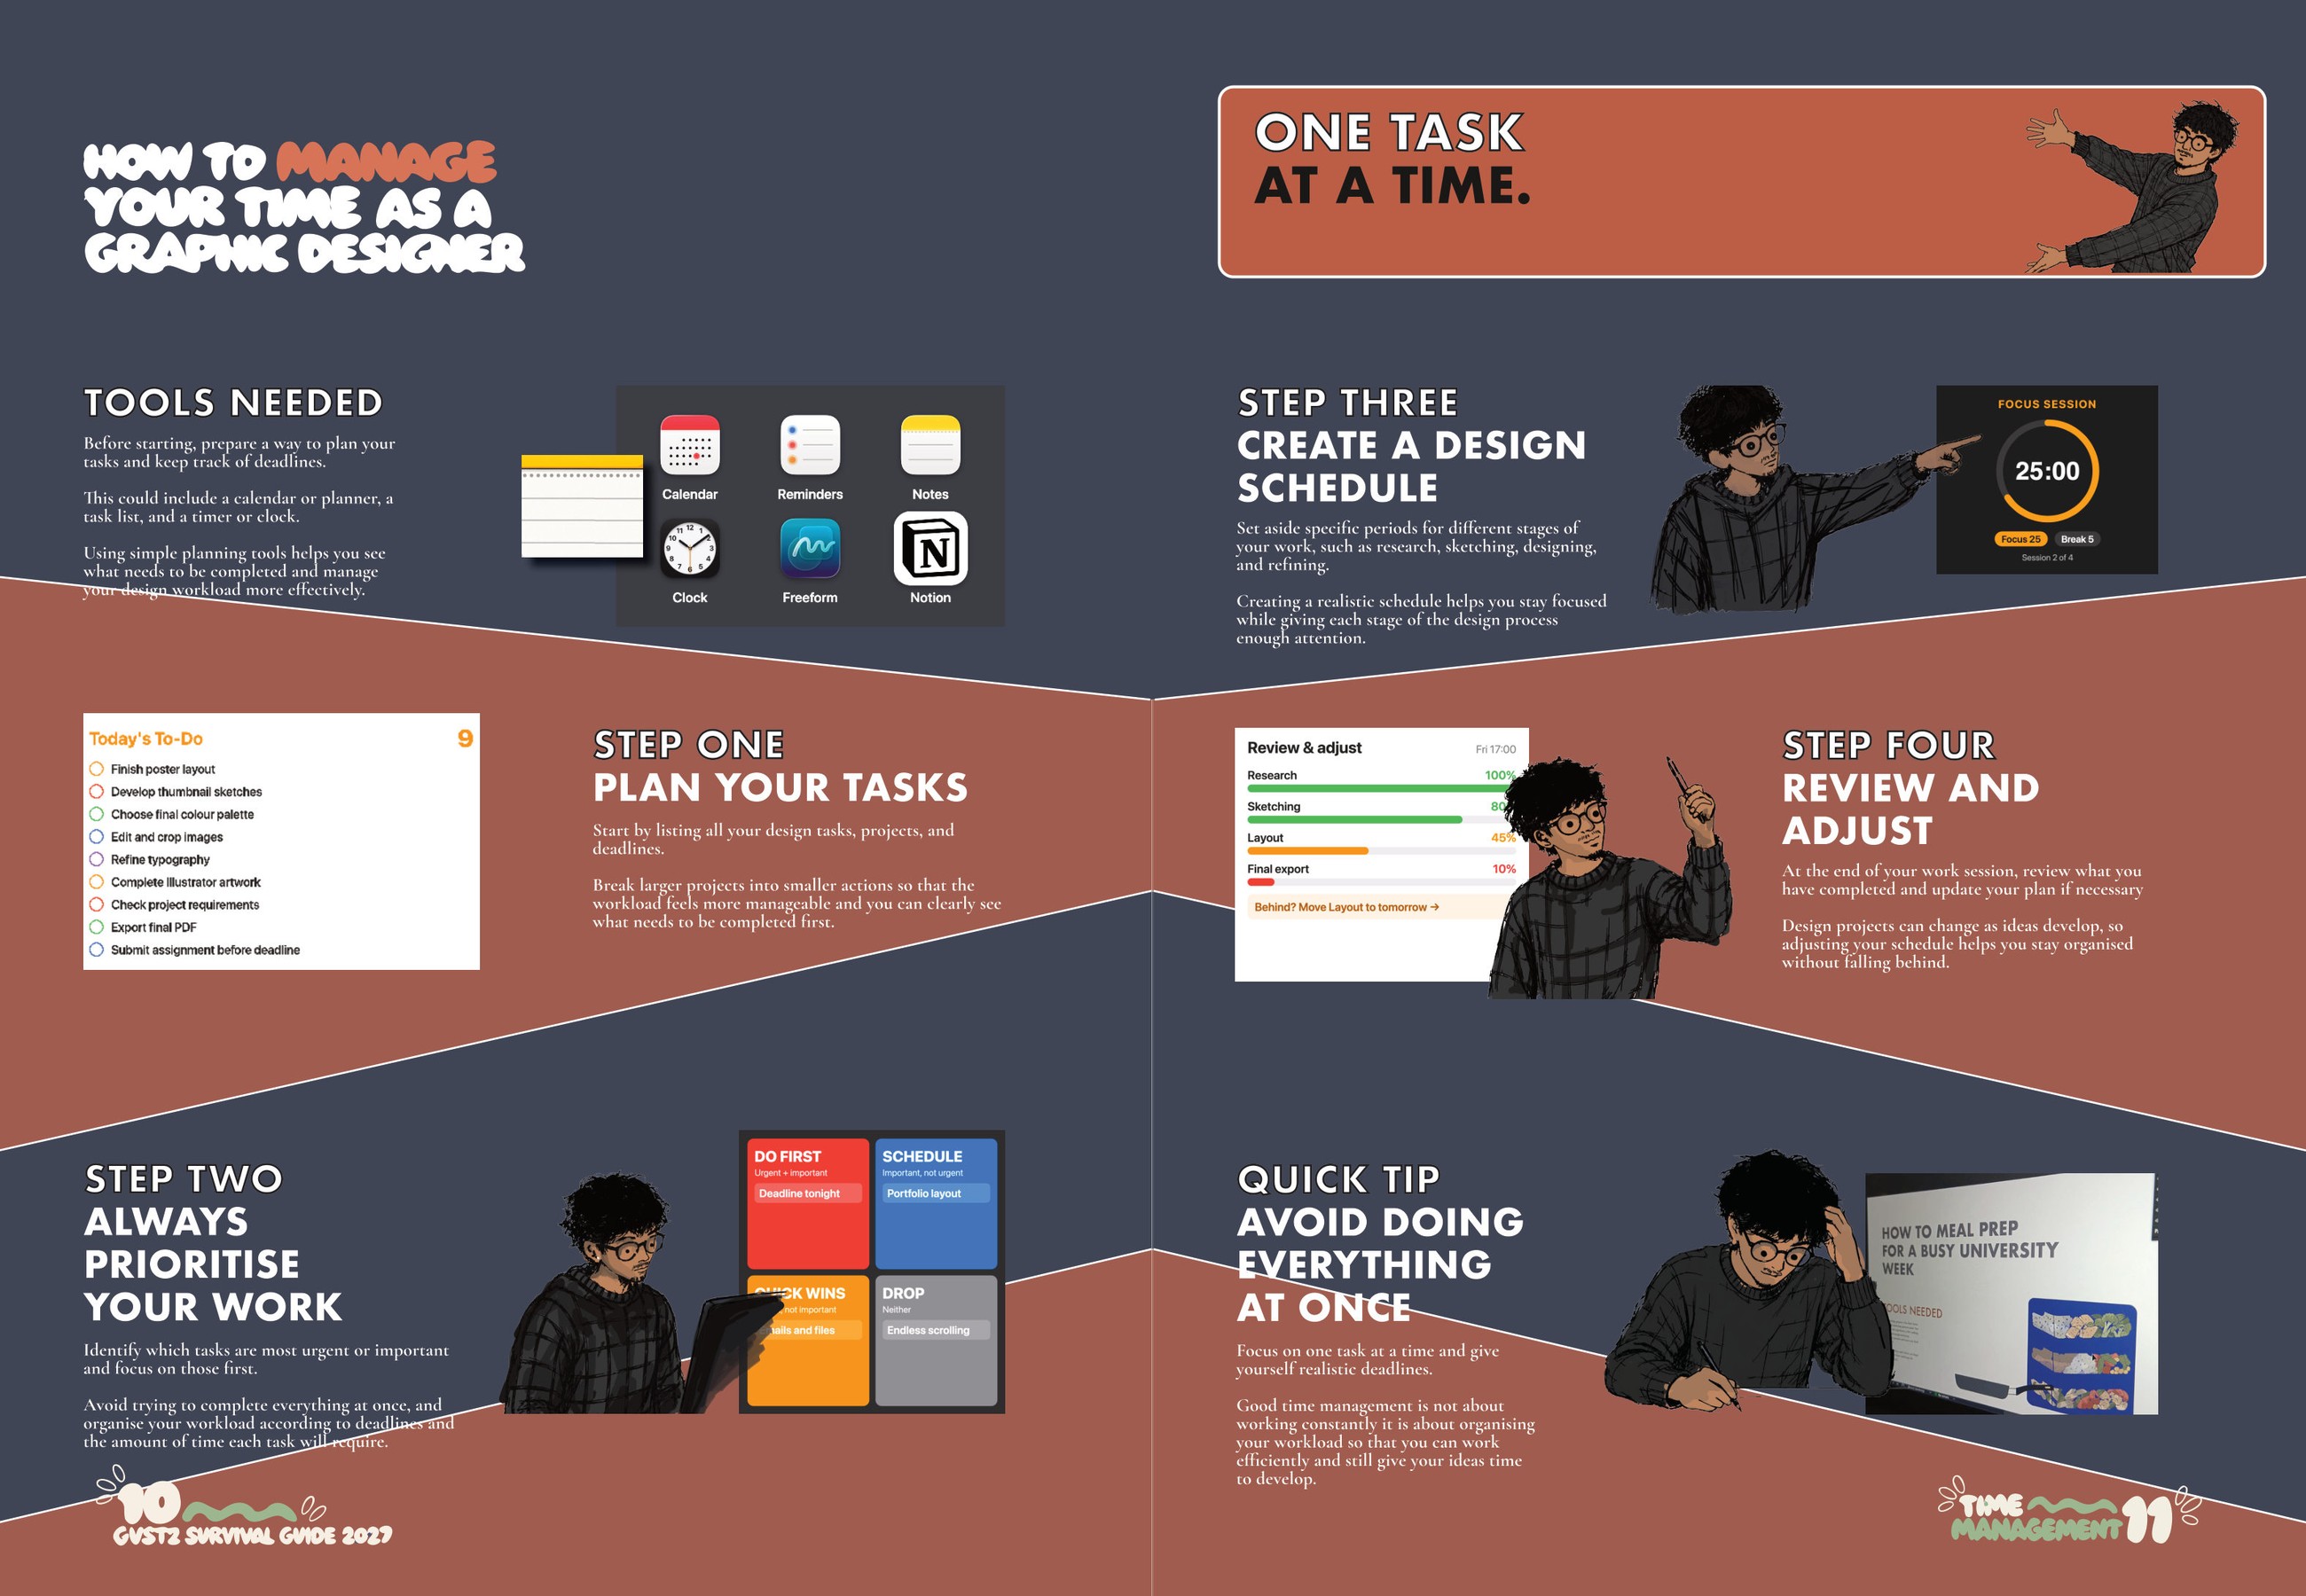 HOW TO MANAGE
YOUR TIME AS A
GRAPHIC DESIGNER
TOOLS NEEDED
Before starting, prepare a way to plan your
tasks and keep track of deadlines.
This could include a calendar or planner, a
task list, and a timer or clock.
Using simple planning tools helps you see
what needs to be completed and manage
your design workload more effectively.
Calendar
Reminders
Notes
12
1
2
3
4
5
6
7
8
9
10
11
N
Clock
Freeform
Notion
Today's To-Do
9
Finish poster layout
Develop thumbnail sketches
Choose final colour palette
Edit and crop images
Refine typography
Complete Illustrator artwork
Check project requirements
Export final PDF
Submit assignment before deadline
STEP ONE
PLAN YOUR TASKS
Start by listing all your design tasks, projects, and
deadlines.
Break larger projects into smaller actions so that the
workload feels more manageable and you can clearly see
what needs to be completed first.
STEP TWO
ALWAYS
PRIORITISE
YOUR WORK
Identify which tasks are most urgent or important
and focus on those first.
Avoid trying to complete everything at once, and
organise your workload according to deadlines and
the amount of time each task will require.
DO FIRST
Urgent + important
Deadline tonight
SCHEDULE
Important, not urgent
Portfolio layout
WINS
not important
and files
DROP
Neither
Endless scrolling
10
GVST2 SURVIVAL GUIDE 2027
ONE TASK
AT A TIME.
STEP THREE
CREATE A DESIGN
SCHEDULE
Set aside specific periods for different stages of
your work, such as research, sketching, designing,
and refining.
Creating a realistic schedule helps you stay focused
while giving each stage of the design process
enough attention.
FOCUS SESSION
25:00
Focus 25
Break 5
Session 2 of 4
Review & adjust
Fri 17:00
Research
100%
Sketching
Layout
45%
Final export
10%
Behind? Move Layout to tomorrow →
STEP FOUR
REVIEW AND
ADJUST
At the end of your work session, review what you
have completed and update your plan if necessary
Design projects can change as ideas develop, so
adjusting your schedule helps you stay organised
without falling behind.
QUICK TIP
AVOID DOING
EVERYTHING
AT ONCE
Focus on one task at a time and give
yourself realistic deadlines.
Good time management is not about
working constantly it is about organising
your workload so that you can work
efficiently and still give your ideas time
to develop.
HOW TO MEAL PREP
FOR A BUSY UNIVERSITY
WEEK
NEEDED
TIME
MANAGEMENT 11